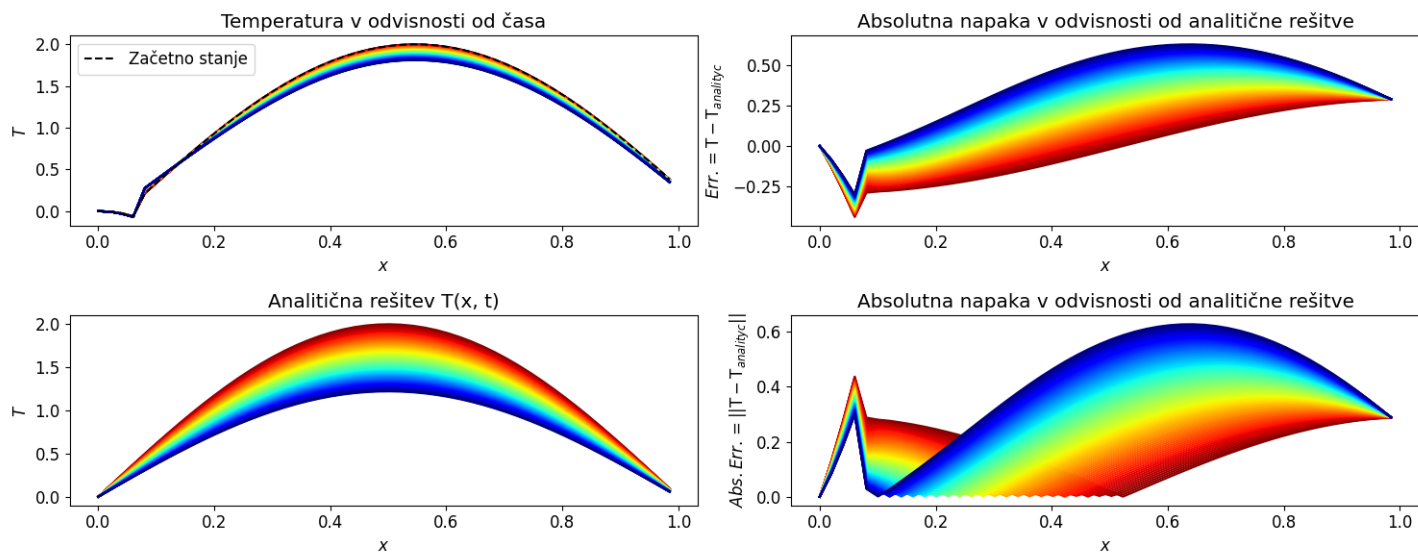 Temperatura v odvisnosti od časa
2.0
1.5
1.0
0.5
0.0
T
Začetno stanje
0.0 0.2 0.4 0.6 0.8 1.0
x
Absolutna napaka v odvisnosti od analitične rešitve
0.50
0.25
0.00
−0.25
Err. = T − T_analityc
0.0 0.2 0.4 0.6 0.8 1.0
x
Analitična rešitev T(x, t)
2.0
1.5
1.0
0.5
0.0
T
0.0 0.2 0.4 0.6 0.8 1.0
x
Absolutna napaka v odvisnosti od analitične rešitve
0.6
0.4
0.2
0.0
Abs. Err. = ||T − T_analityc||
0.0 0.2 0.4 0.6 0.8 1.0
x